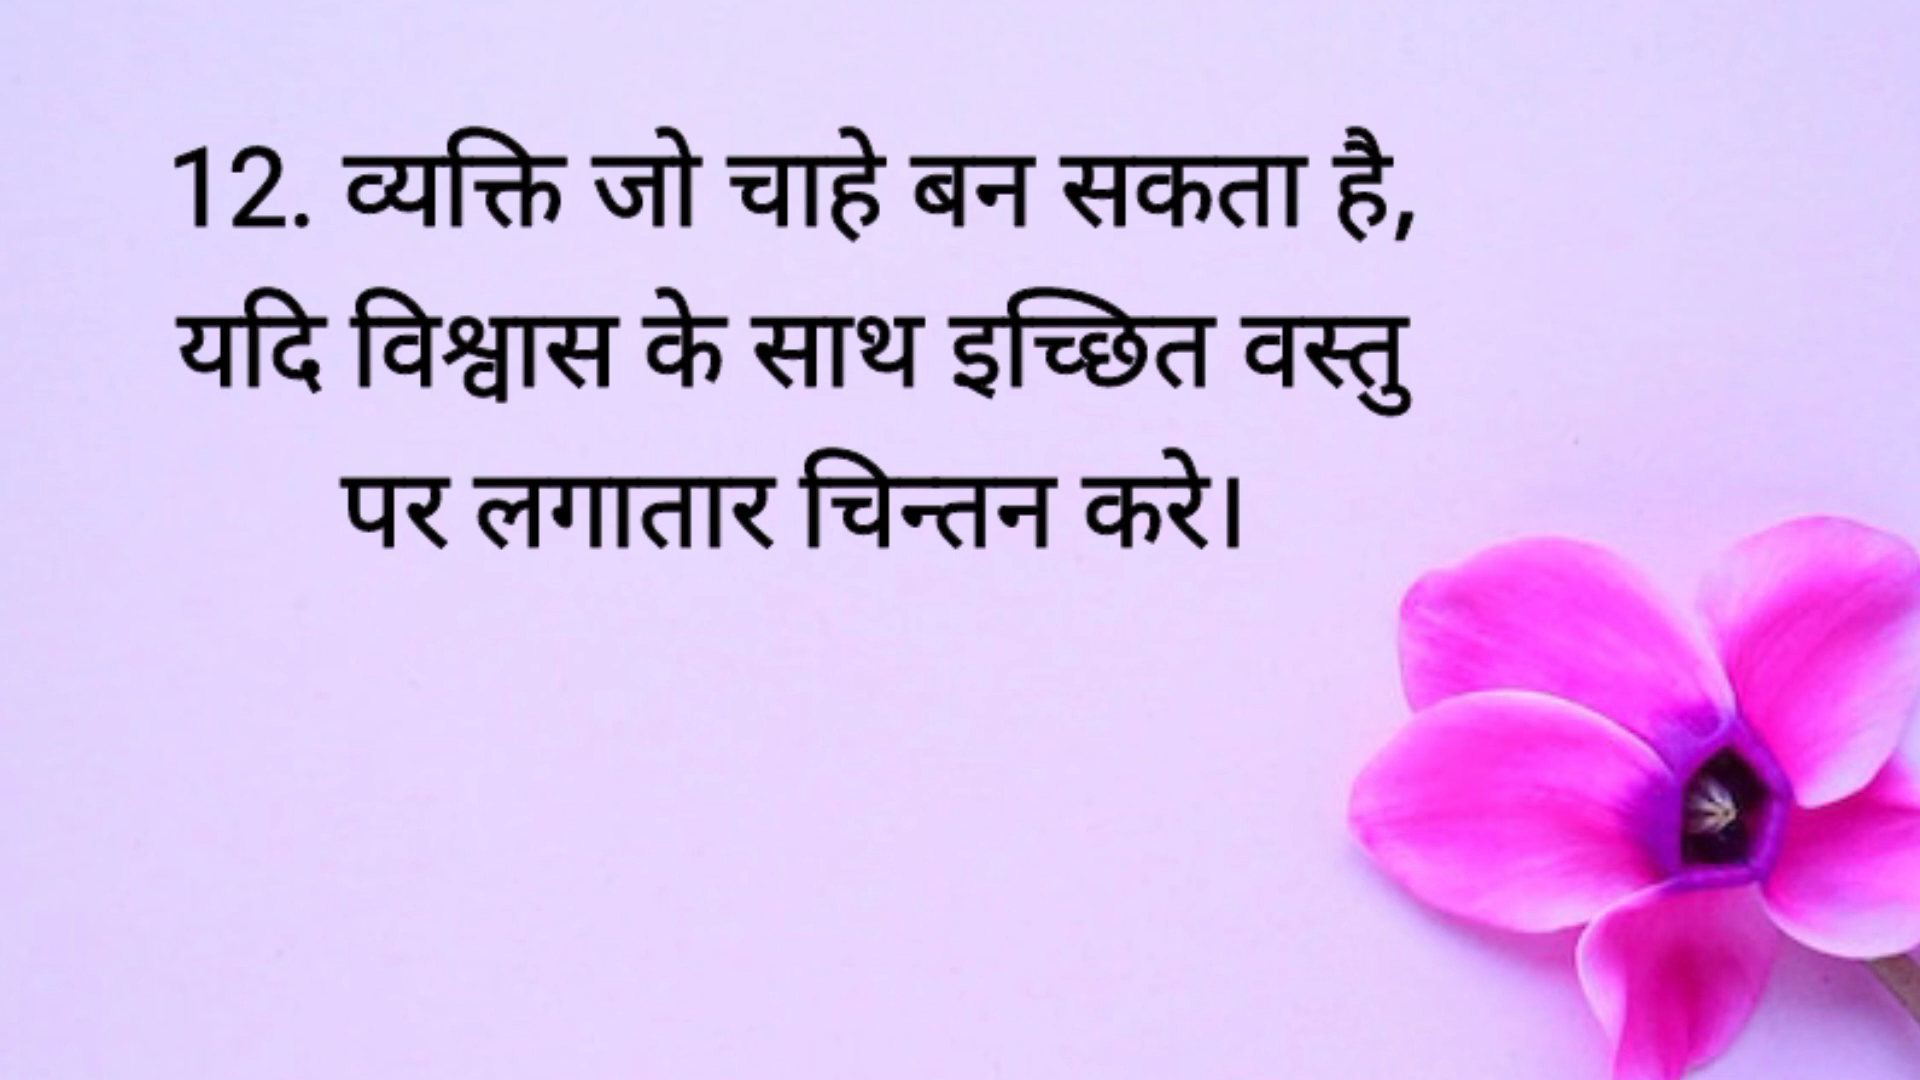 12. व्यक्ति जो चाहे बन सकता है,
यदि विश्वास के साथ इच्छित वस्तु
पर लगातार चिन्तन करे।